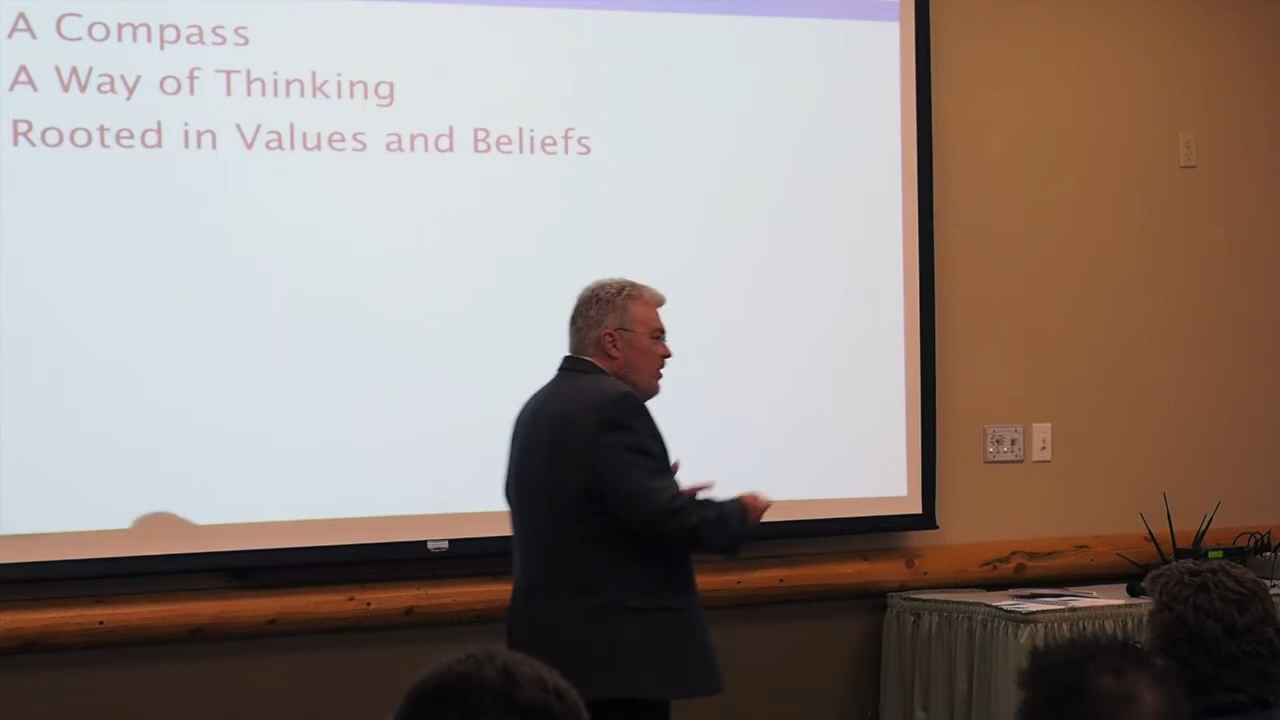 A Compass
A Way of Thinking
Rooted in Values and Beliefs